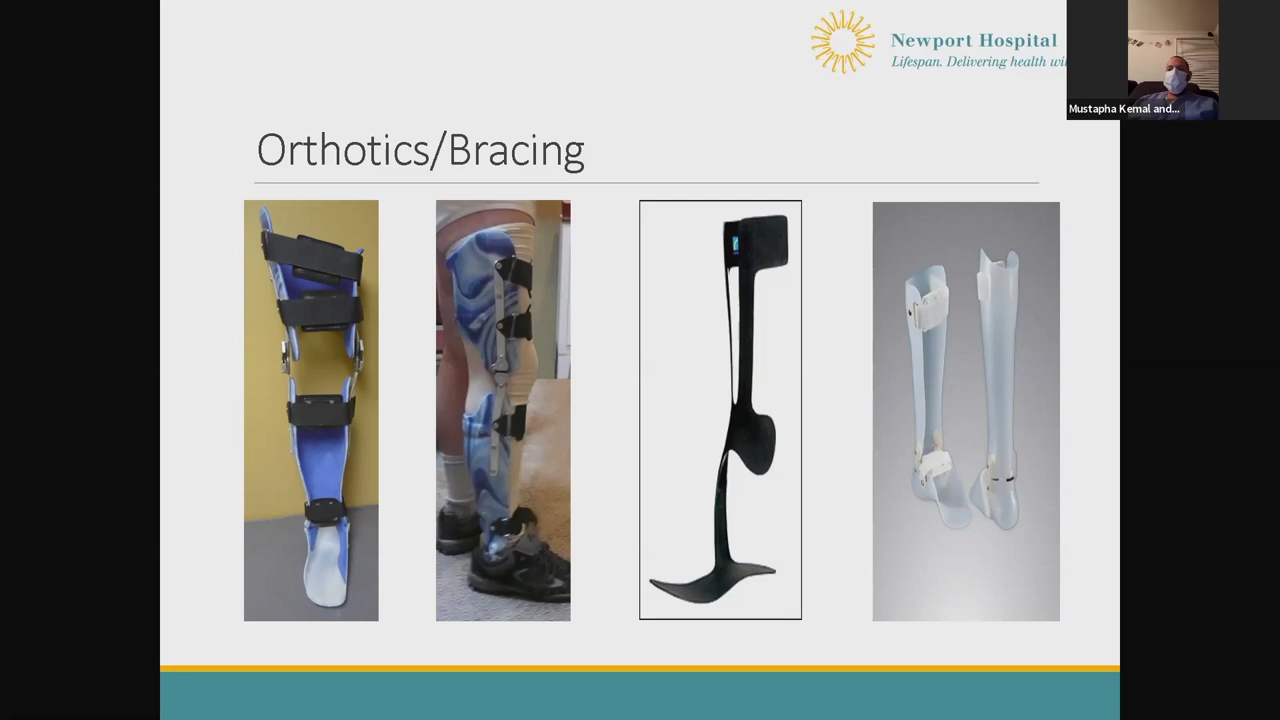 Newport Hospital
Lifespan. Delivering health wi
Mustapha Kemal and...
Orthotics/Bracing